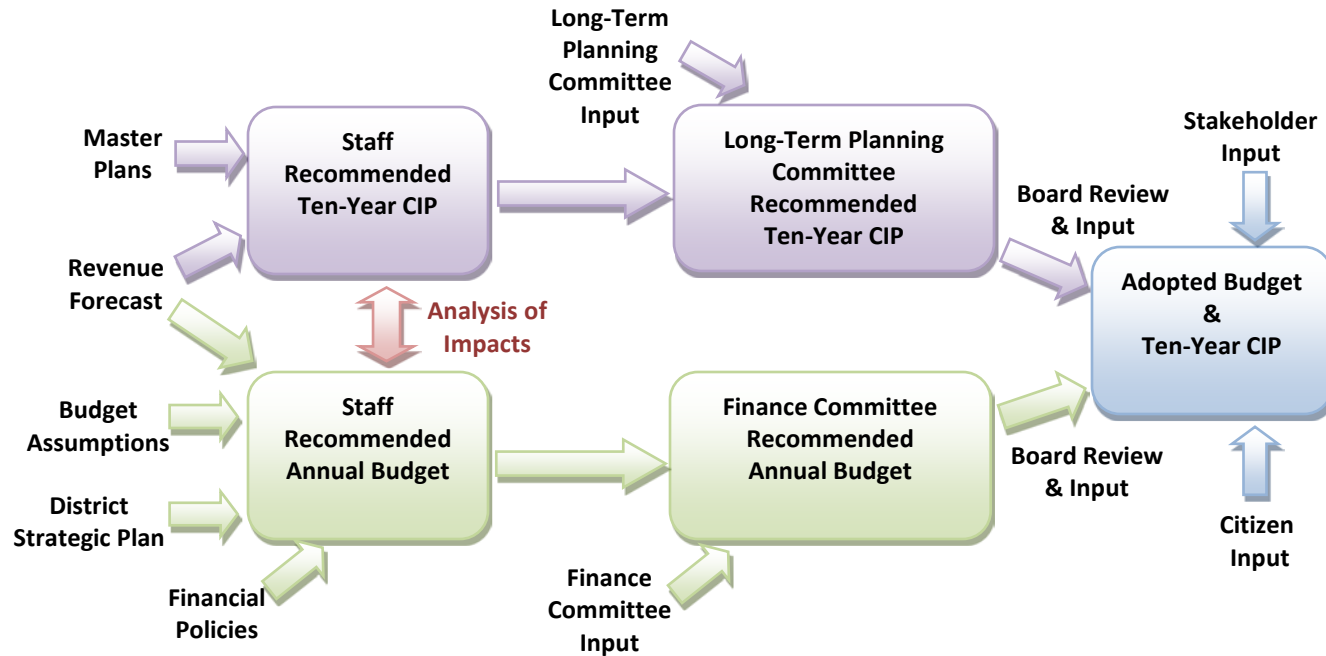 Long-Term
Planning
Committee
Input
Master
Plans
Staff
Recommended
Ten-Year CIP
Long-Term Planning
Committee
Recommended
Ten-Year CIP
Stakeholder
Input
Board Review
& Input
Revenue
Forecast
Analysis of
Impacts
Adopted Budget
&
Ten-Year CIP
Budget
Assumptions
Staff
Recommended
Annual Budget
Finance Committee
Recommended
Annual Budget
Board Review
& Input
District
Strategic Plan
Citizen
Input
Financial
Policies
Finance
Committee
Input